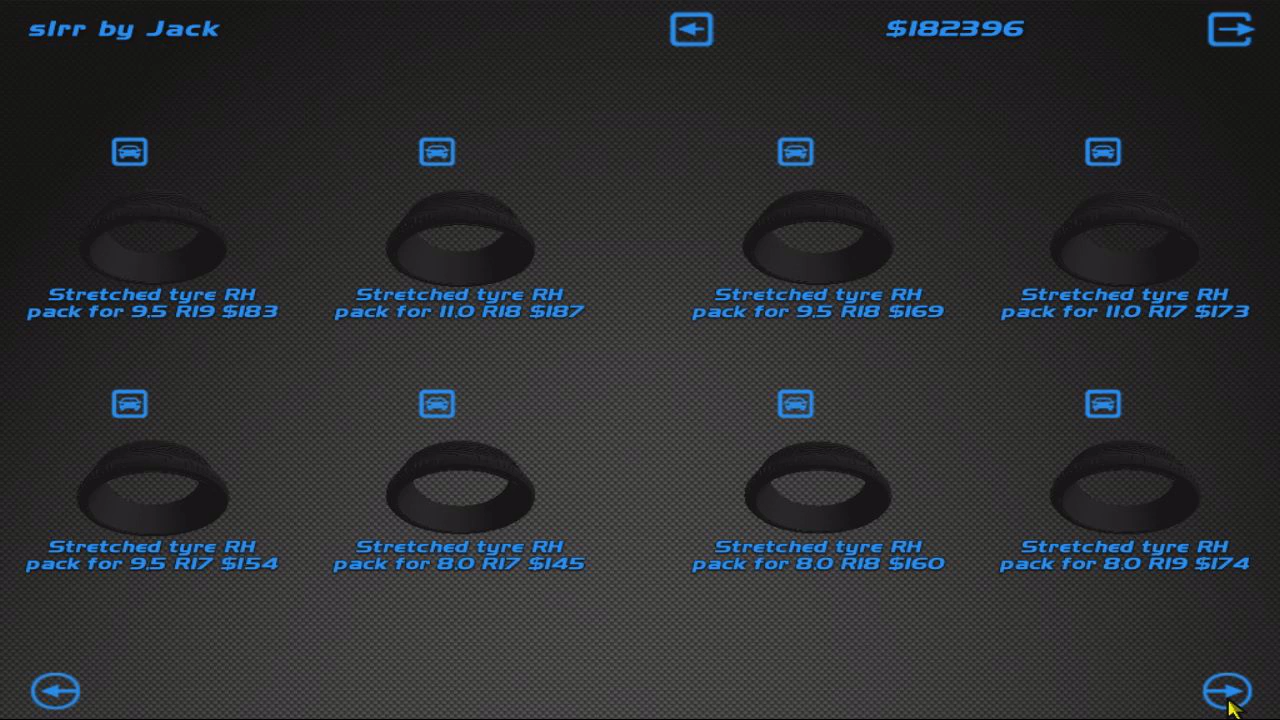 slrr by Jack
$182396
Stretched tyre RH
pack for 9.5 R19 $183
Stretched tyre RH
pack for 11.0 R18 $187
Stretched tyre RH
pack for 9.5 R18 $169
Stretched tyre RH
pack for 11.0 R17 $173
Stretched tyre RH
pack for 9.5 R17 $154
Stretched tyre RH
pack for 8.0 R17 $145
Stretched tyre RH
pack for 8.0 R18 $160
Stretched tyre RH
pack for 8.0 R19 $174